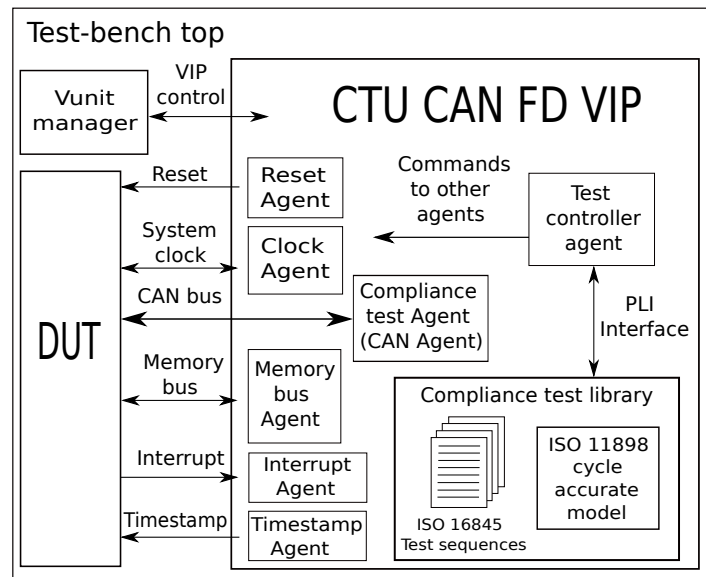 Test-bench top
Vunit
manager
VIP
control
CTU CAN FD VIP
Reset
Reset
Agent
Commands
to other
agents
Test
controller
agent
System
clock
Clock
Agent
CAN bus
Compliance
test Agent
(CAN Agent)
PLI
Interface
DUT
Memory
bus
Memory
bus
Agent
Compliance test library
ISO 16845
Test sequences
ISO 11898
cycle
accurate
model
Interrupt
Interrupt
Agent
Timestamp
Timestamp
Agent